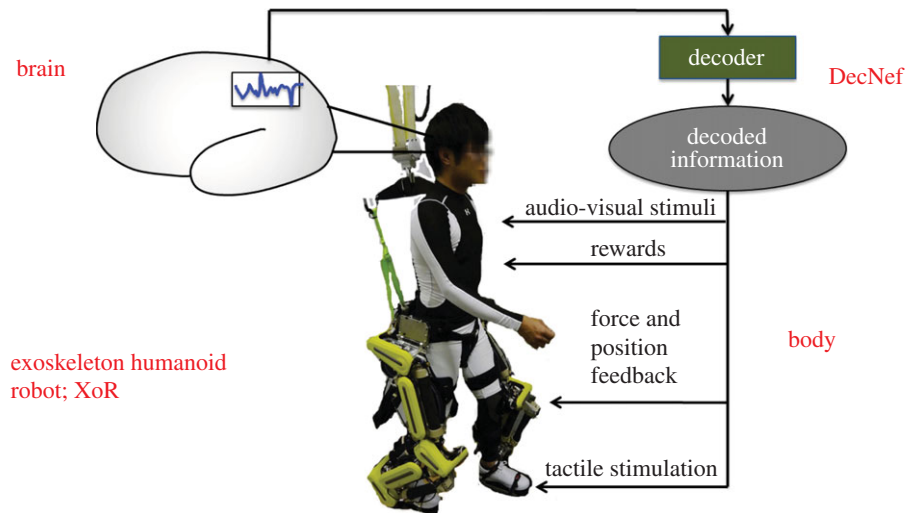 brain
decoder
DecNef
decoded
information
audio-visual stimuli
rewards
force and
position
feedback
body
exoskeleton humanoid
robot; XoR
tactile stimulation